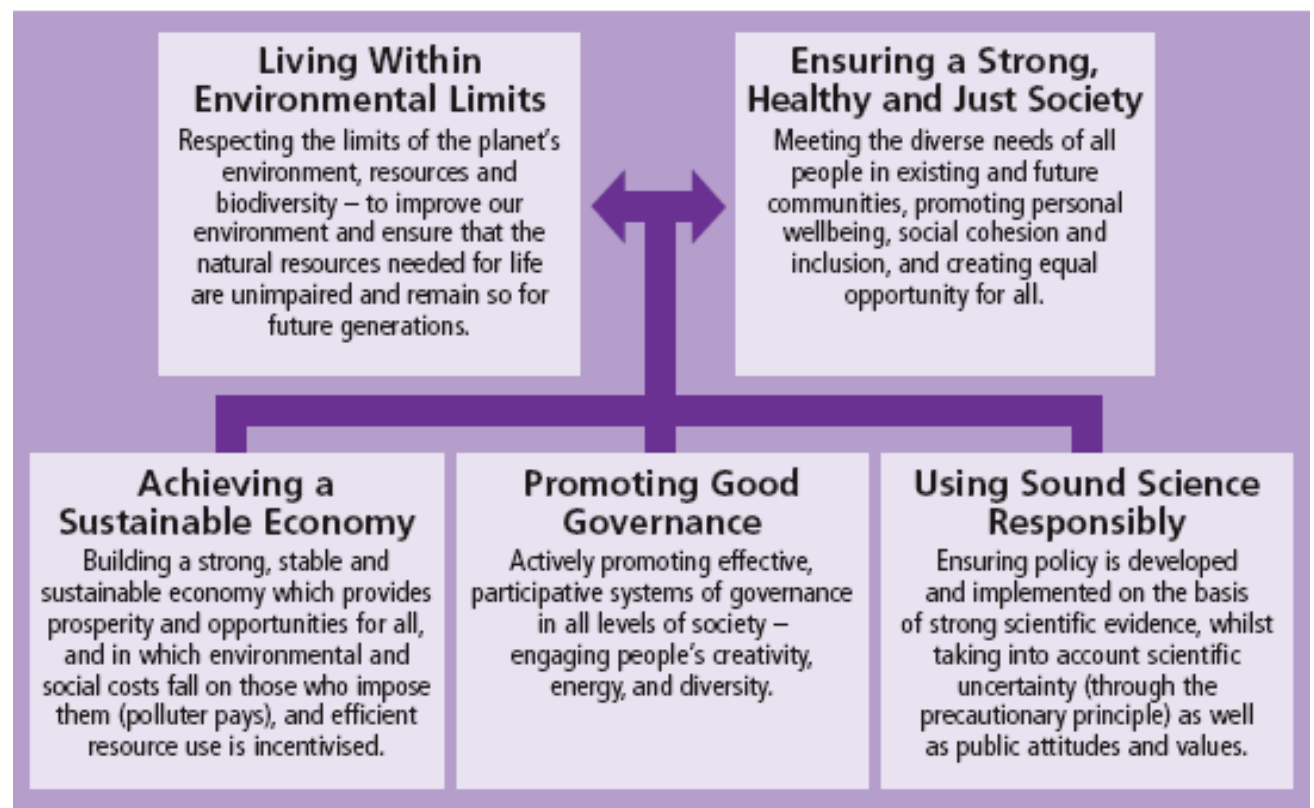 Living Within
Environmental Limits
Respecting the limits of the planet's
environment, resources and
biodiversity – to improve our
environment and ensure that the
natural resources needed for life
are unimpaired and remain so for
future generations.
Ensuring a Strong,
Healthy and Just Society
Meeting the diverse needs of all
people in existing and future
communities, promoting personal
wellbeing, social cohesion and
inclusion, and creating equal
opportunity for all.
Achieving a
Sustainable Economy
Building a strong, stable and
sustainable economy which provides
prosperity and opportunities for all,
and in which environmental and
social costs fall on those who impose
them (polluter pays), and efficient
resource use is incentivised.
Promoting Good
Governance
Actively promoting effective,
participative systems of governance
in all levels of society –
engaging people's creativity,
energy, and diversity.
Using Sound Science
Responsibly
Ensuring policy is developed
and implemented on the basis
of strong scientific evidence, whilst
taking into account scientific
uncertainty (through the
precautionary principle) as well
as public attitudes and values.